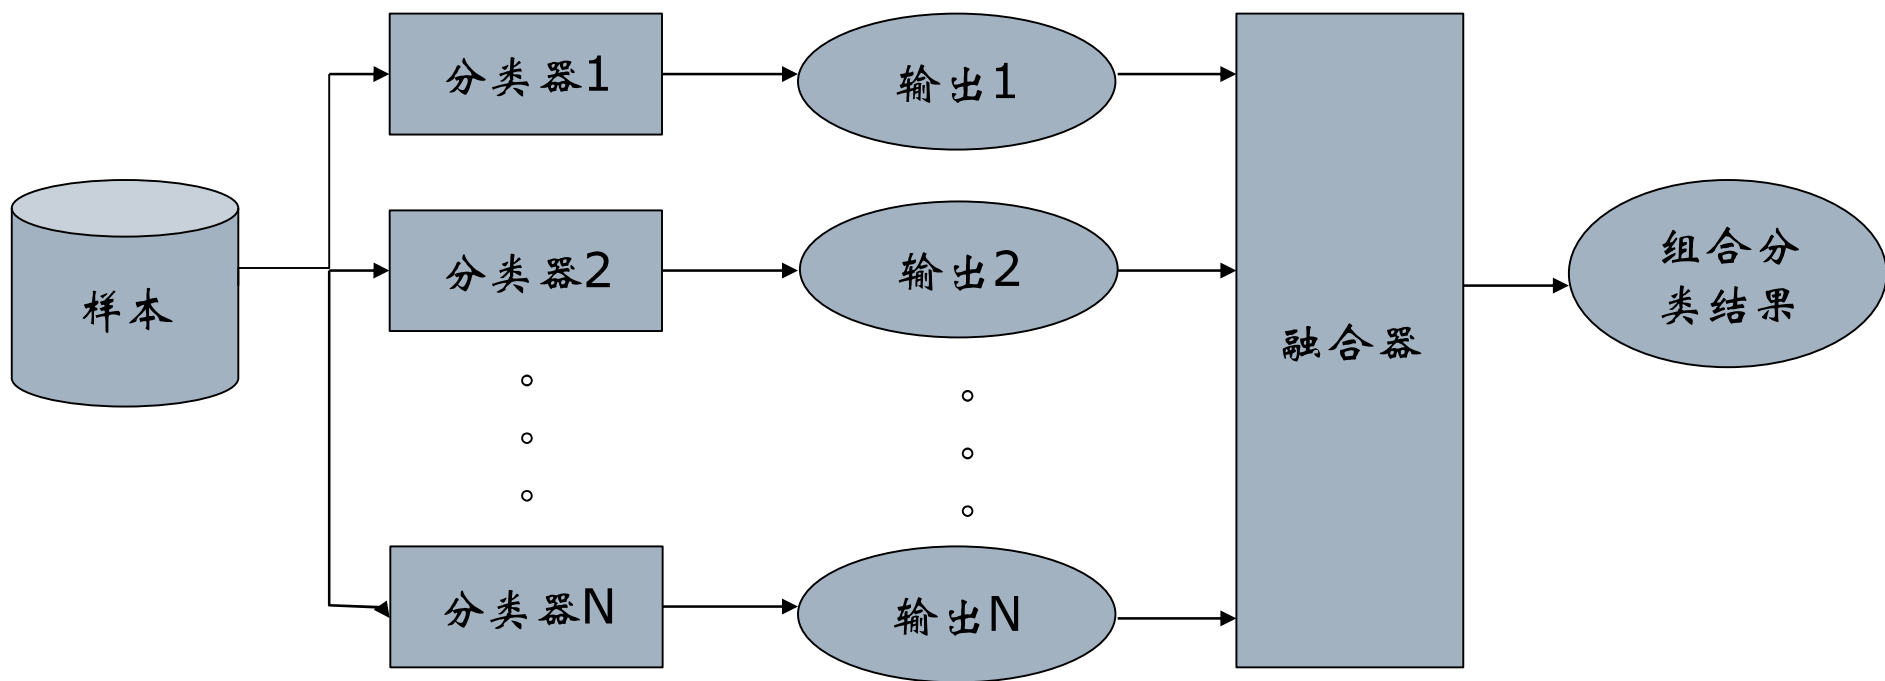 分类器1
输出1
样本
分类器2
输出2
融合器
组合分
类结果
分类器N
输出N